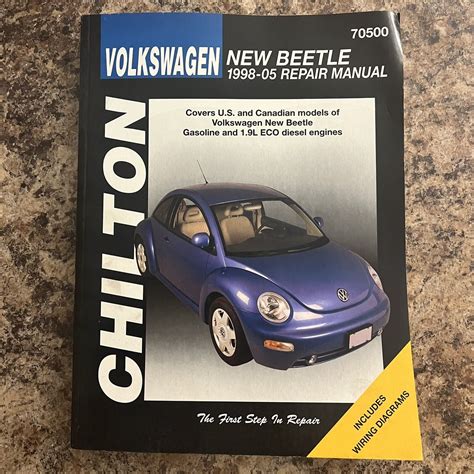 70500
VOLKSWAGEN
NEW BEETLE
1998-05 REPAIR MANUAL
Covers U.S. and Canadian models of
Volkswagen New Beetle
Gasoline and 1.9L ECO diesel engines
CHILTON
The First Step In Repair
INCLUDES
WIRING DIAGRAMS